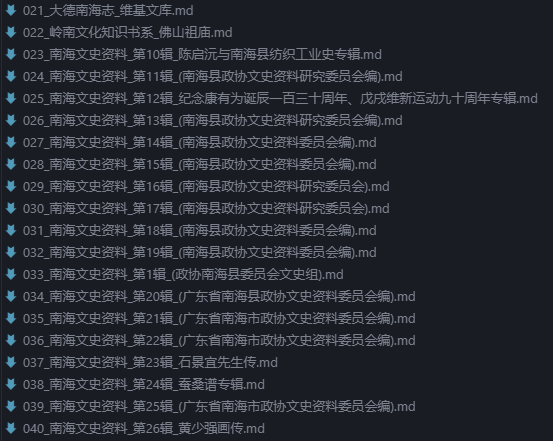 021_大德南海志_维基文库.md
022_岭南文化知识书系_佛山祖庙.md
023_南海文史资料_第10辑_陈启沅与南海县纺织工业史专辑.md
024_南海文史资料_第11辑_(南海县政协文史资料研究委员会编).md
025_南海文史资料_第12辑_纪念康有为诞辰一百三十周年、戊戌维新运动九十周年专辑.md
026_南海文史资料_第13辑_(南海县政协文史资料研究委员会编).md
027_南海文史资料_第14辑_(南海县政协文史资料委员会编).md
028_南海文史资料_第15辑_(南海县政协文史资料委员会编).md
029_南海文史资料_第16辑_(南海县政协文史资料研究委员会).md
030_南海文史资料_第17辑_(南海县政协文史资料研究委员会).md
031_南海文史资料_第18辑_(南海县政协文史资料委员会编).md
032_南海文史资料_第19辑_(南海县政协文史资料委员会编).md
033_南海文史资料_第1辑_(政协南海县委员会文史组).md
034_南海文史资料_第20辑_(广东省南海县政协文史资料委员会编).md
035_南海文史资料_第21辑_(广东省南海市政协文史资料委员会编).md
036_南海文史资料_第22辑_(广东省南海市政协文史资料委员会编).md
037_南海文史资料_第23辑_石景宜先生传.md
038_南海文史资料_第24辑_蚕桑谱专辑.md
039_南海文史资料_第25辑_(广东省南海市政协文史资料委员会编).md
040_南海文史资料_第26辑_黄少强画传.md